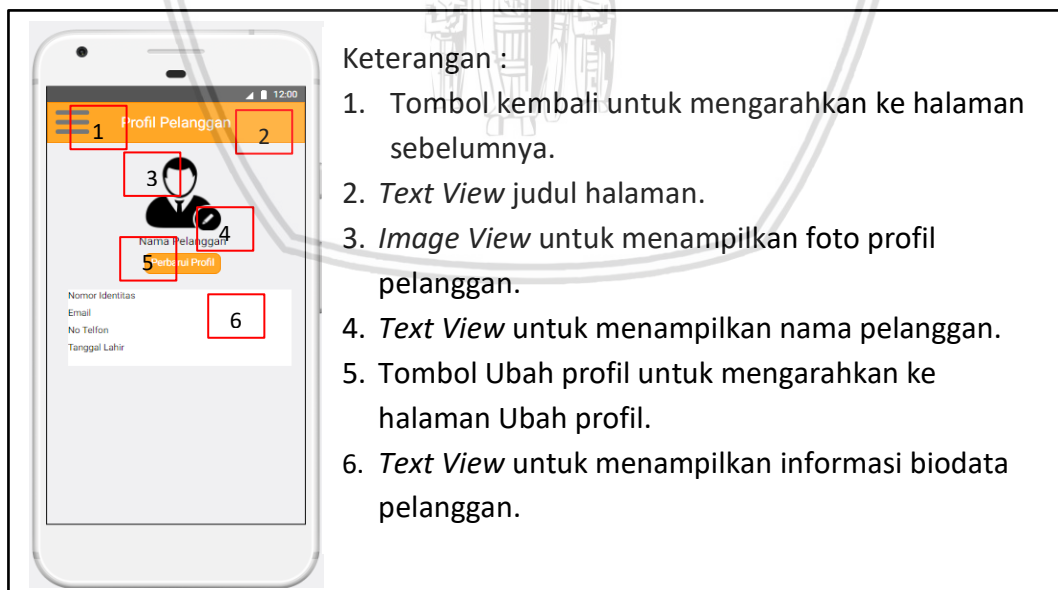 12:00
1
Profil Pelanggan
2
3
4
Nama Pelanggan
5
Perbarui Profil
Nomor Identitas
Email
No Telfon
Tanggal Lahir
6
Keterangan :
1. Tombol kembali untuk mengarahkan ke halaman
sebelumnya.
2. Text View judul halaman.
3. Image View untuk menampilkan foto profil
pelanggan.
4. Text View untuk menampilkan nama pelanggan.
5. Tombol Ubah profil untuk mengarahkan ke
halaman Ubah profil.
6. Text View untuk menampilkan informasi biodata
pelanggan.